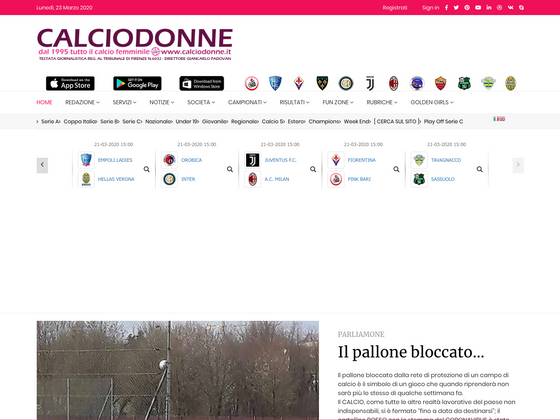 Lunedì, 23 Marzo 2020
Registrati
Sign in
CALCIODONNE
dal 1995 tutto il calcio femminile www.calciodonne.it
TESTATA GIORNALISTICA REG. AL TRIBUNALE DI FIRENZE N.6032 - DIRETTORE GIANCARLO PADOVAN
Available on the App Store
GET IT ON Google Play
Download from Windows Store
HOME REDAZIONE SERVIZI NOTIZIE SOCIETA CAMPIONATI RISULTATI FUN ZONE RUBRICHE GOLDEN GIRLS
Serie A Coppa Italia Serie B Serie C Nazionale Under 19 Giovanile Regionale Calcio 5 Estero Champions Week End [ CERCA SUL SITO ] Play Off Serie C
21-03-2020 15:00 21-03-2020 15:00 21-03-2020 15:00 21-03-2020 15:00 21-03-2020 15:00
EMPOLI LADIES OROBICA JUVENTUS F.C. FIORENTINA TAVAGNACCO
HELLAS VERONA INTER A.C. MILAN PINK BARI SASSUOLO
PARLIAMONE
Il pallone bloccato...
Il pallone bloccato dalla rete di protezione di un campo di
calcio è il simbolo di un gioco che quando riprenderà non
sarà più lo stesso di qualche settimana fa.
Il CALCIO, come tutte le altre realtà lavorative del paese non
indispensabili, si è fermato "fino a data da destinarsi"; il